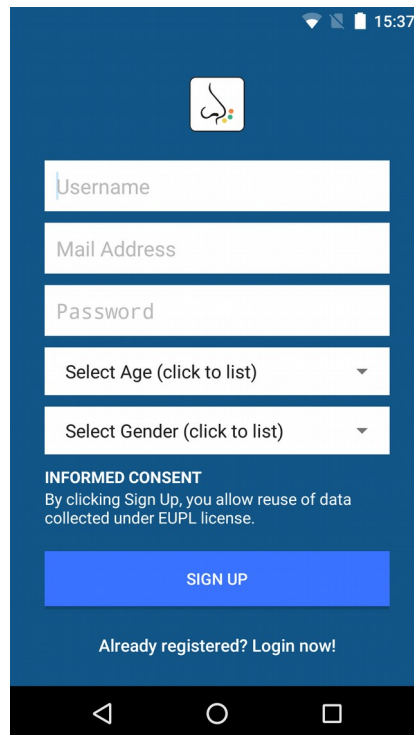 15:37
Username
Mail Address
Password
Select Age (click to list)
Select Gender (click to list)
INFORMED CONSENT
By clicking Sign Up, you allow reuse of data
collected under EUPL license.
SIGN UP
Already registered? Login now!